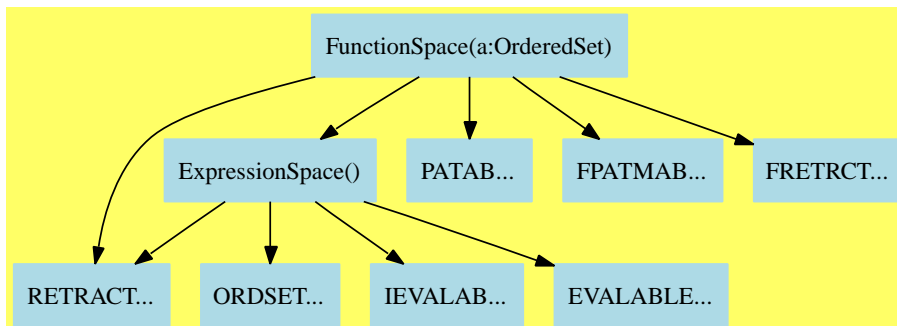 FunctionSpace(a:OrderedSet)
ExpressionSpace()
PATAB...
FPATMAB...
FRETRCT...
RETRACT...
ORDSET...
IEVALAB...
EVALABLE...